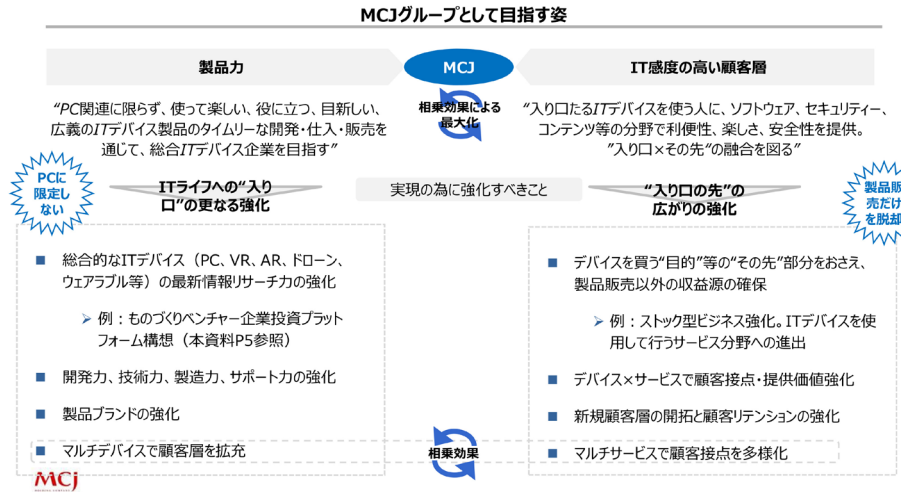 MCJグループとして目指す姿
製品力
MCJ
IT感度の高い顧客層
“PC関連に限らず、使って楽しい、役に立つ、目新しい、
広義のITデバイス製品のタイムリーな開発・仕入・販売を
通じて、総合ITデバイス企業を目指す”
相乗効果による
最大化
“入り口たるITデバイスを使う人に、ソフトウェア、セキュリティー、
コンテンツ等の分野で利便性、楽しさ、安全性を提供。
”入り口×その先“の融合を図る”
PCに
限定し
ない
ITライフへの“入り
口”の更なる強化
実現の為に強化すべきこと
“入り口の先”の
広がりの強化
製品販
売だけ
を脱却
■ 総合的なITデバイス（PC、VR、AR、ドローン、
ウェアラブル等）の最新情報リサーチ力の強化
➢ 例：ものづくりベンチャー企業投資プラット
フォーム構想（本資料P5参照）
■ 開発力、技術力、製造力、サポート力の強化
■ 製品ブランドの強化
■ マルチデバイスで顧客層を拡充
■ デバイスを買う“目的”等の“その先”部分をおさえ、
製品販売以外の収益源の確保
➢ 例：ストック型ビジネス強化。ITデバイスを使
用して行うサービス分野への進出
■ デバイス×サービスで顧客接点・提供価値強化
■ 新規顧客層の開拓と顧客リテンションの強化
■ マルチサービスで顧客接点を多様化
相乗効果
MCJ